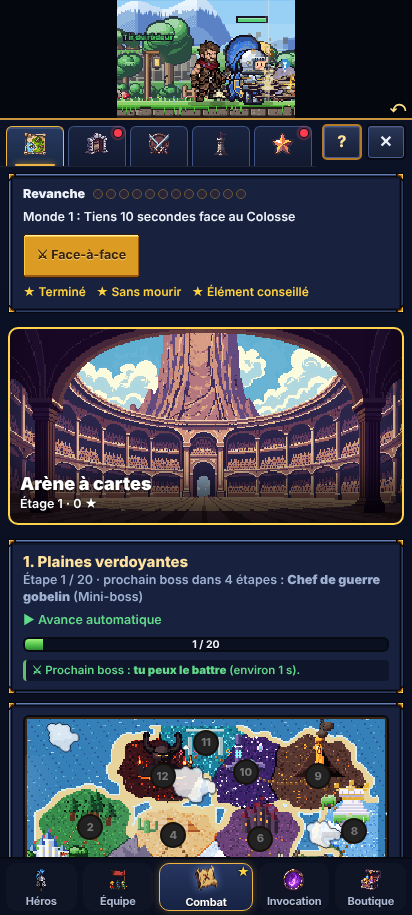 ?
✕
Revanche
Monde 1 : Tiens 10 secondes face au Colosse
⚔ Face-à-face
★ Terminé ★ Sans mourir ★ Élément conseillé
Arène à cartes
Étage 1 · 0 ★
1. Plaines verdoyantes
Étape 1 / 20 · prochain boss dans 4 étapes : Chef de guerre
gobelin (Mini-boss)
▶ Avance automatique
1 / 20
⚔ Prochain boss : tu peux le battre (environ 1 s).
11
12
10
9
2
4
6
8
Héros
Équipe
Combat
Invocation
Boutique